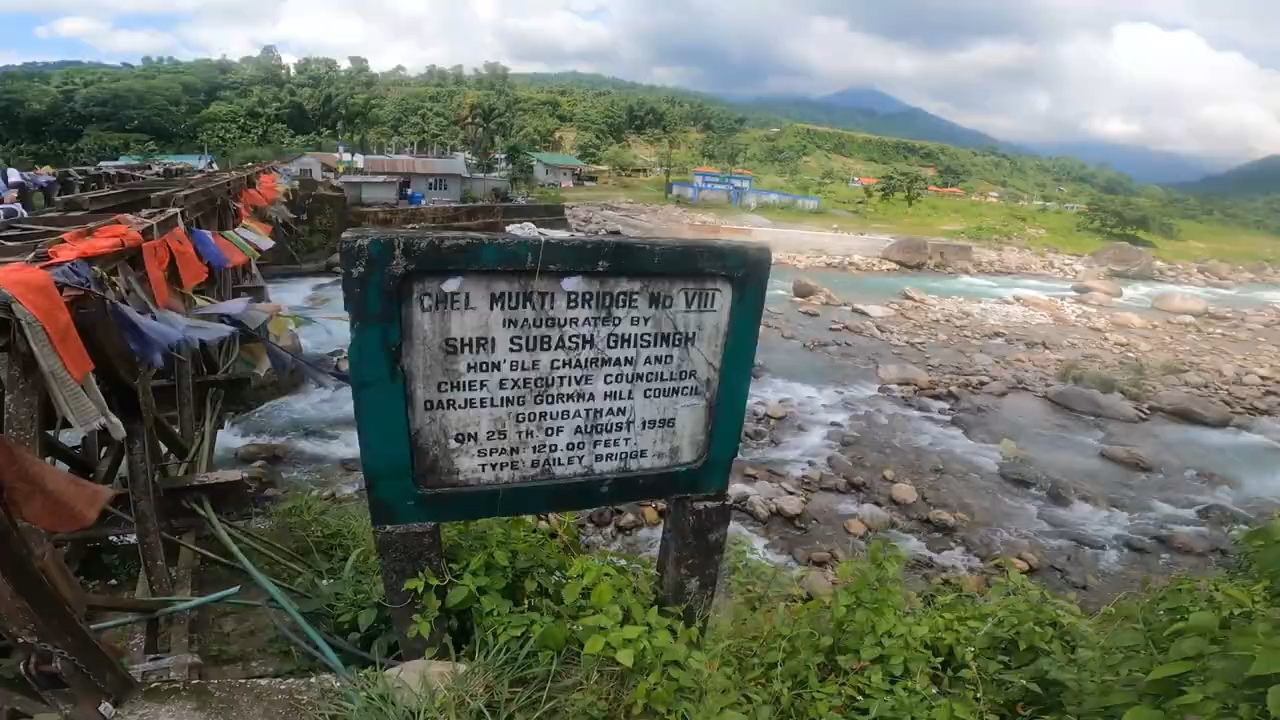 CHEL MUKTI BRIDGE No VIII
INAUGURATED BY
SHRI SUBASH GHISINGH
HON'BLE CHAIRMAN AND
CHIEF EXECUTIVE COUNCILLOR
DARJEELING GORKHA HILL COUNCIL
GORUBATHAN
ON 25 TH. OF AUGUST 1996
SPAN: 120.00 FEET.
TYPE: BAILEY BRIDGE